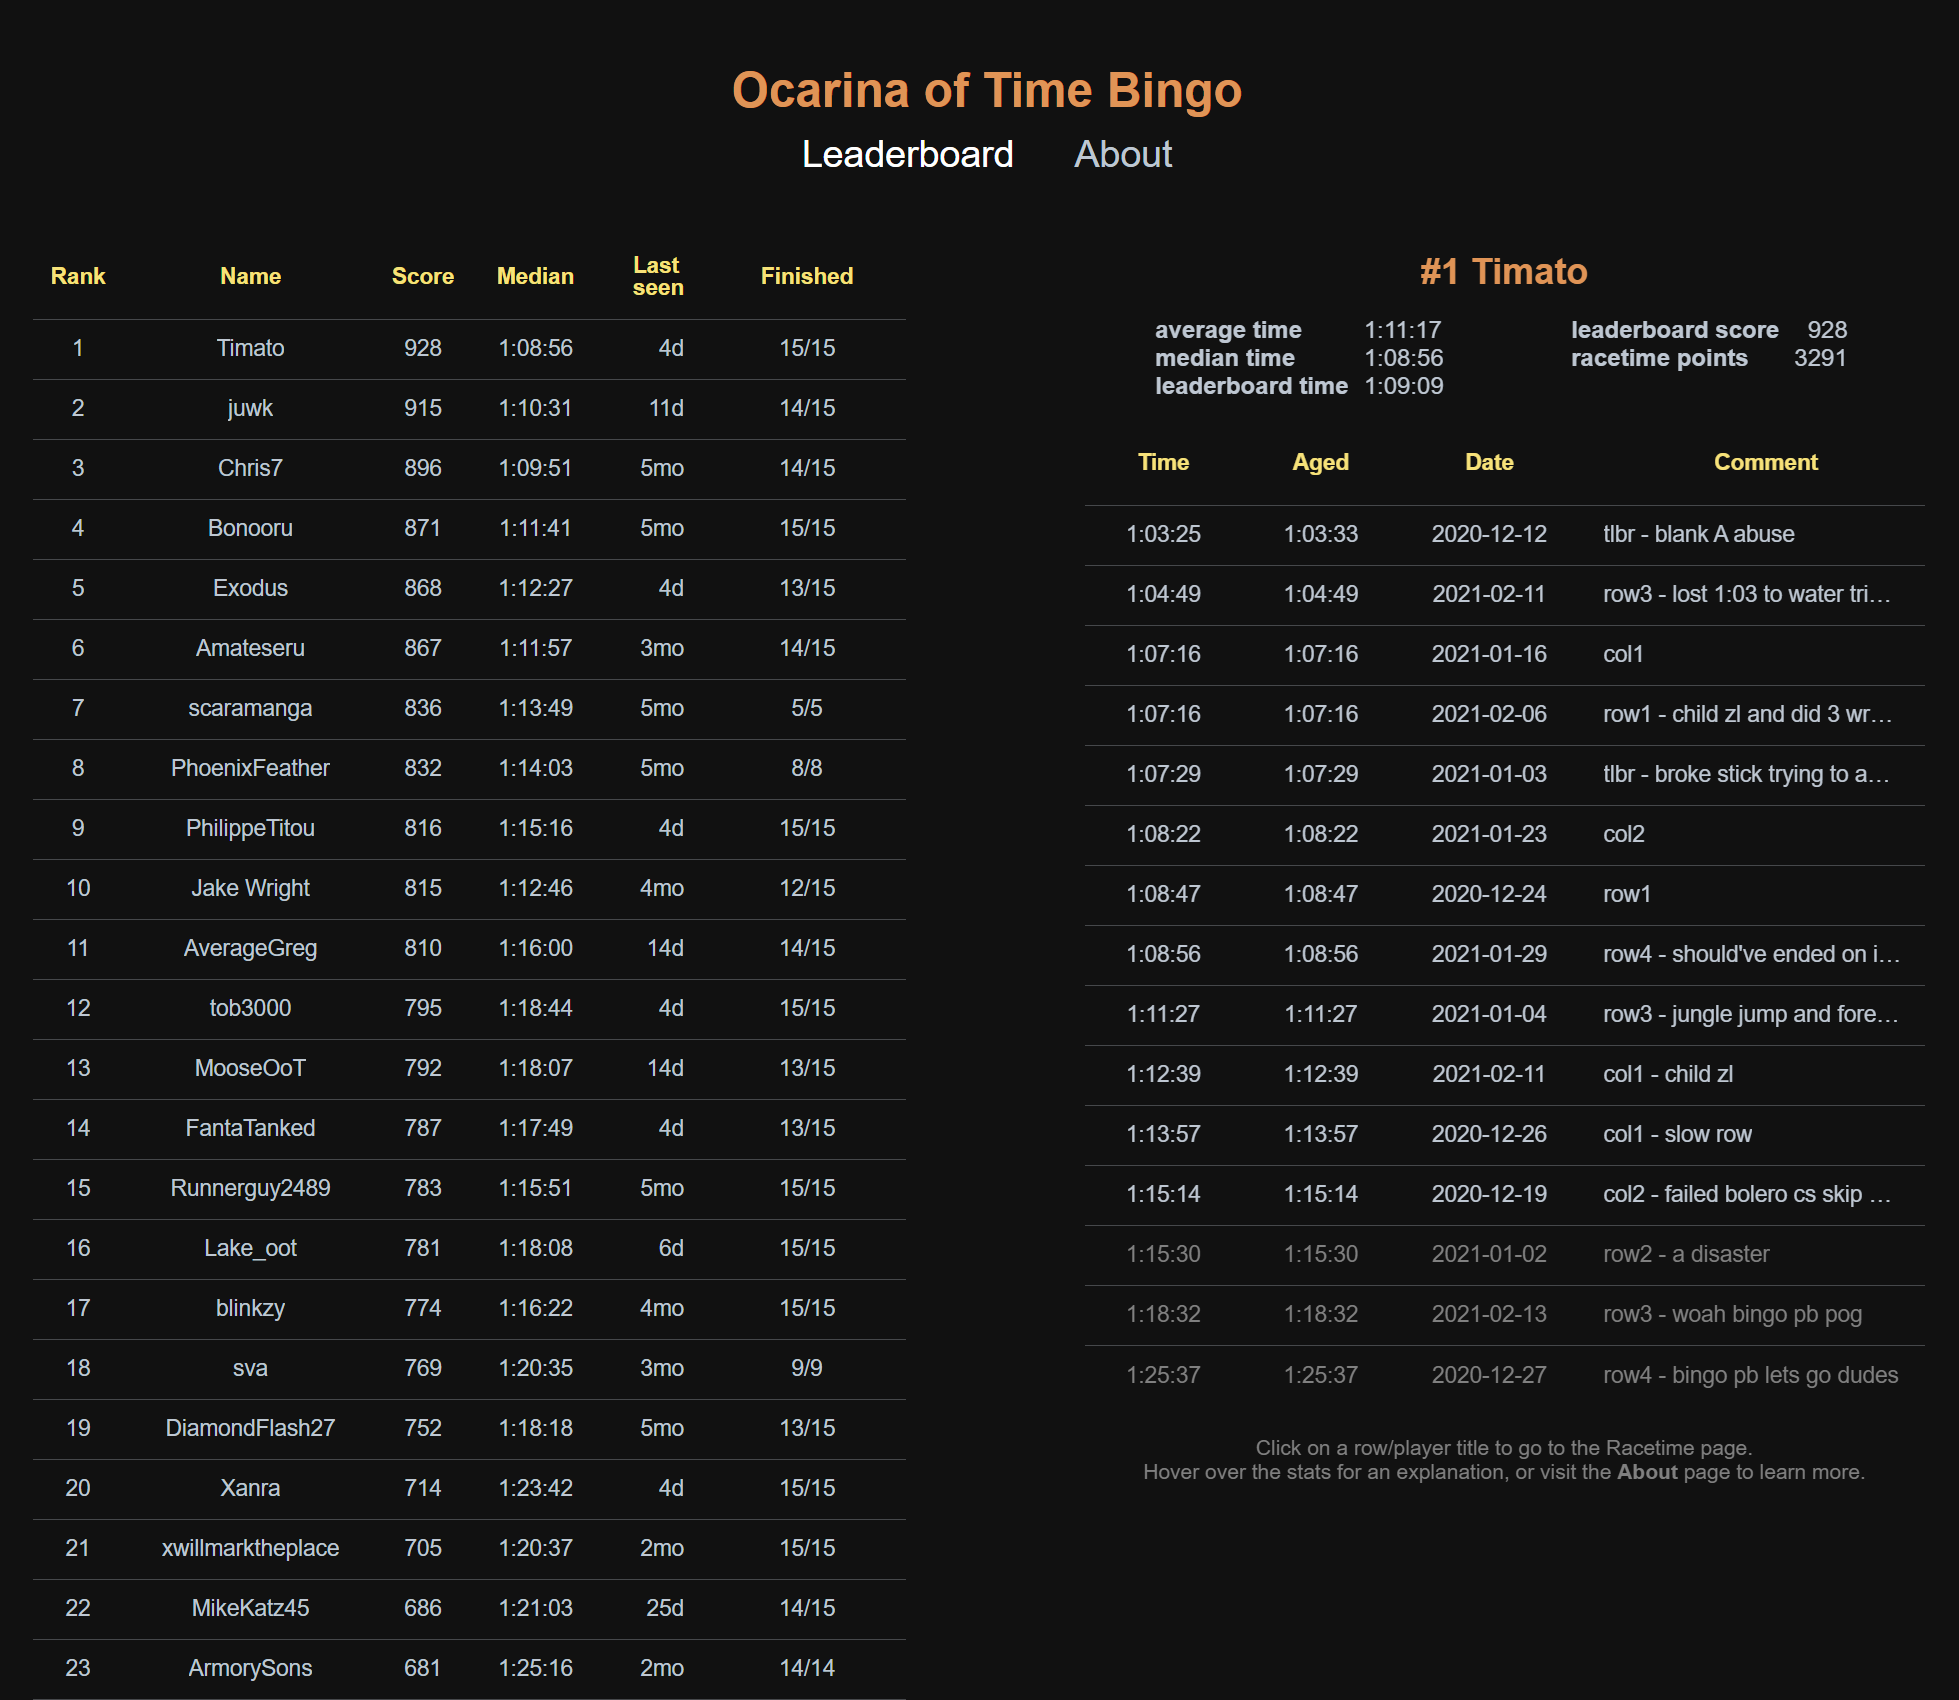 Ocarina of Time Bingo
Leaderboard About
Rank Name Score Median Last seen Finished
1 Timato 928 1:08:56 4d 15/15
2 juwk 915 1:10:31 11d 14/15
3 Chris7 896 1:09:51 5mo 14/15
4 Bonooru 871 1:11:41 5mo 15/15
5 Exodus 868 1:12:27 4d 13/15
6 Amateseru 867 1:11:57 3mo 14/15
7 scaramanga 836 1:13:49 5mo 5/5
8 PhoenixFeather 832 1:14:03 5mo 8/8
9 PhilippeTitou 816 1:15:16 4d 15/15
10 Jake Wright 815 1:12:46 4mo 12/15
11 AverageGreg 810 1:16:00 14d 14/15
12 tob3000 795 1:18:44 4d 15/15
13 MooseOoT 792 1:18:07 14d 13/15
14 FantaTanked 787 1:17:49 4d 13/15
15 Runnerguy2489 783 1:15:51 5mo 15/15
16 Lake_oot 781 1:18:08 6d 15/15
17 blinkzy 774 1:16:22 4mo 15/15
18 sva 769 1:20:35 3mo 9/9
19 DiamondFlash27 752 1:18:18 5mo 13/15
20 Xanra 714 1:23:42 4d 15/15
21 xwillmarktheplace 705 1:20:37 2mo 15/15
22 MikeKatz45 686 1:21:03 25d 14/15
23 ArmorySons 681 1:25:16 2mo 14/14
#1 Timato
average time 1:11:17 leaderboard score 928
median time 1:08:56 racetime points 3291
leaderboard time 1:09:09
Time Aged Date Comment
1:03:25 1:03:33 2020-12-12 tlbr - blank A abuse
1:04:49 1:04:49 2021-02-11 row3 - lost 1:03 to water tri…
1:07:16 1:07:16 2021-01-16 col1
1:07:16 1:07:16 2021-02-06 row1 - child zl and did 3 wr…
1:07:29 1:07:29 2021-01-03 tlbr - broke stick trying to a…
1:08:22 1:08:22 2021-01-23 col2
1:08:47 1:08:47 2020-12-24 row1
1:08:56 1:08:56 2021-01-29 row4 - should've ended on i…
1:11:27 1:11:27 2021-01-04 row3 - jungle jump and fore…
1:12:39 1:12:39 2021-02-11 col1 - child zl
1:13:57 1:13:57 2020-12-26 col1 - slow row
1:15:14 1:15:14 2020-12-19 col2 - failed bolero cs skip …
1:15:30 1:15:30 2021-01-02 row2 - a disaster
1:18:32 1:18:32 2021-02-13 row3 - woah bingo pb pog
1:25:37 1:25:37 2020-12-27 row4 - bingo pb lets go dudes
Click on a row/player title to go to the Racetime page.
Hover over the stats for an explanation, or visit the About page to learn more.